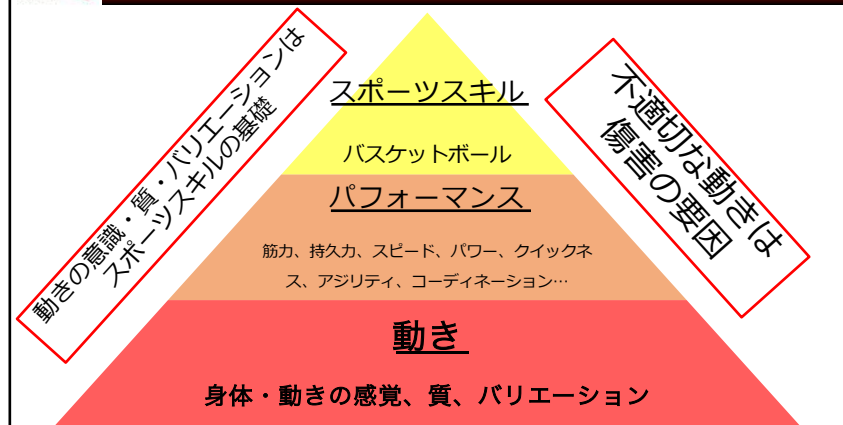 動きの意識・質・バリエーションは
スポーツスキルの基礎
不適切な動きは
傷害の要因
スポーツスキル
バスケットボール
パフォーマンス
筋力、持久力、スピード、パワー、クイックネ
ス、アジリティ、コーディネーション…
動き
身体・動きの感覚、質、バリエーション